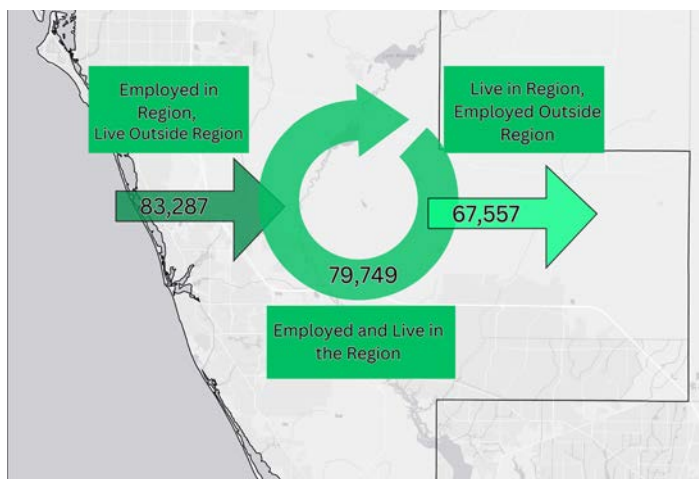 Employed in
Region,
Live Outside Region
Live in Region,
Employed Outside
Region
83,287
67,557
79,749
Employed and Live in
the Region